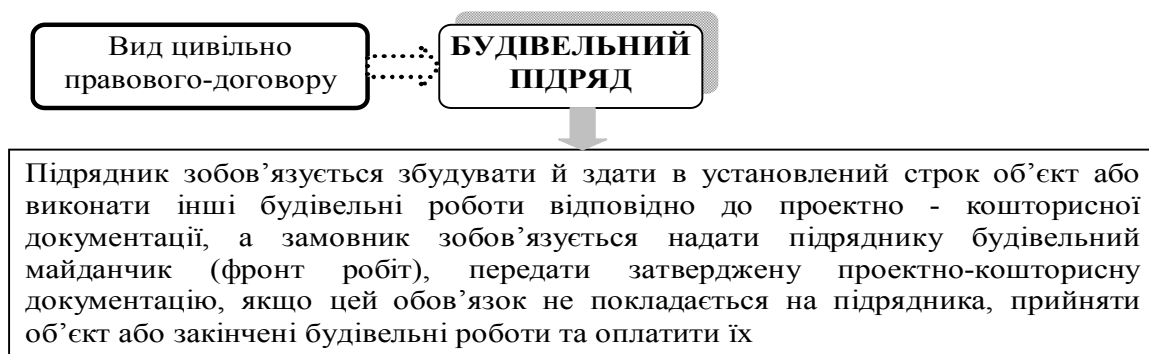 Вид цивільно
правового-договору
БУДІВЕЛЬНИЙ
ПІДРЯД
Підрядник зобов’язується збудувати й здати в установлений строк об’єкт або
виконати інші будівельні роботи відповідно до проектно - кошторисної
документації, а замовник зобов’язується надати підряднику будівельний
майданчик (фронт робіт), передати затверджену проектно-кошторисну
документацію, якщо цей обов’язок не покладається на підрядника, прийняти
об’єкт або закінчені будівельні роботи та оплатити їх